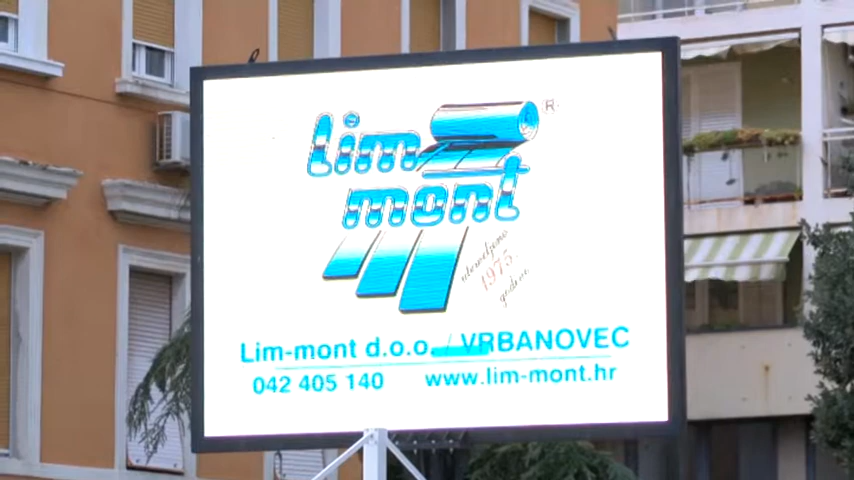 Lim ®
mont
utemeljeno
1975.
godine
Lim-mont d.o.o. / VRBANOVEC
042 405 140 www.lim-mont.hr